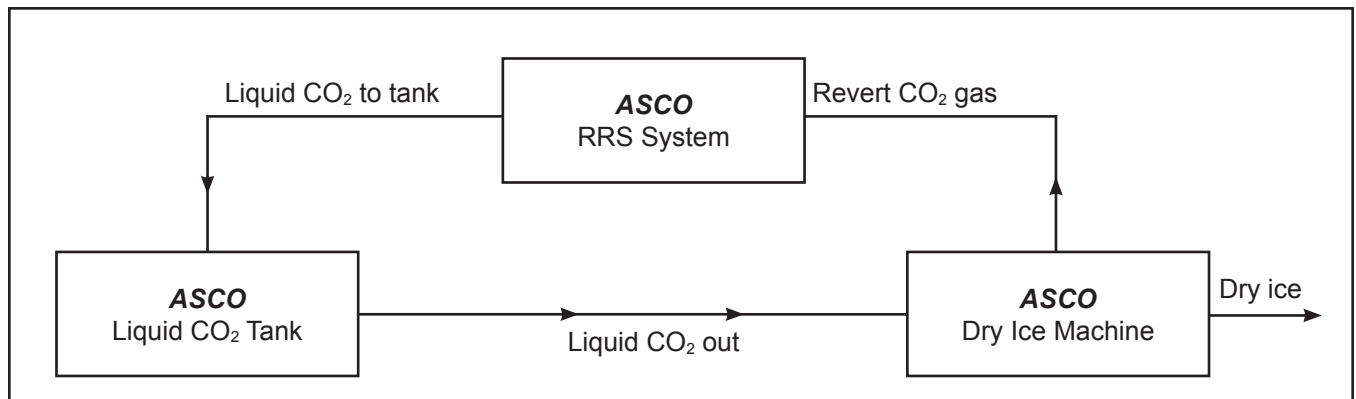 Liquid CO₂ to tank
ASCO
RRS System
Revert CO₂ gas
ASCO
Liquid CO₂ Tank
Liquid CO₂ out
ASCO
Dry Ice Machine
Dry ice